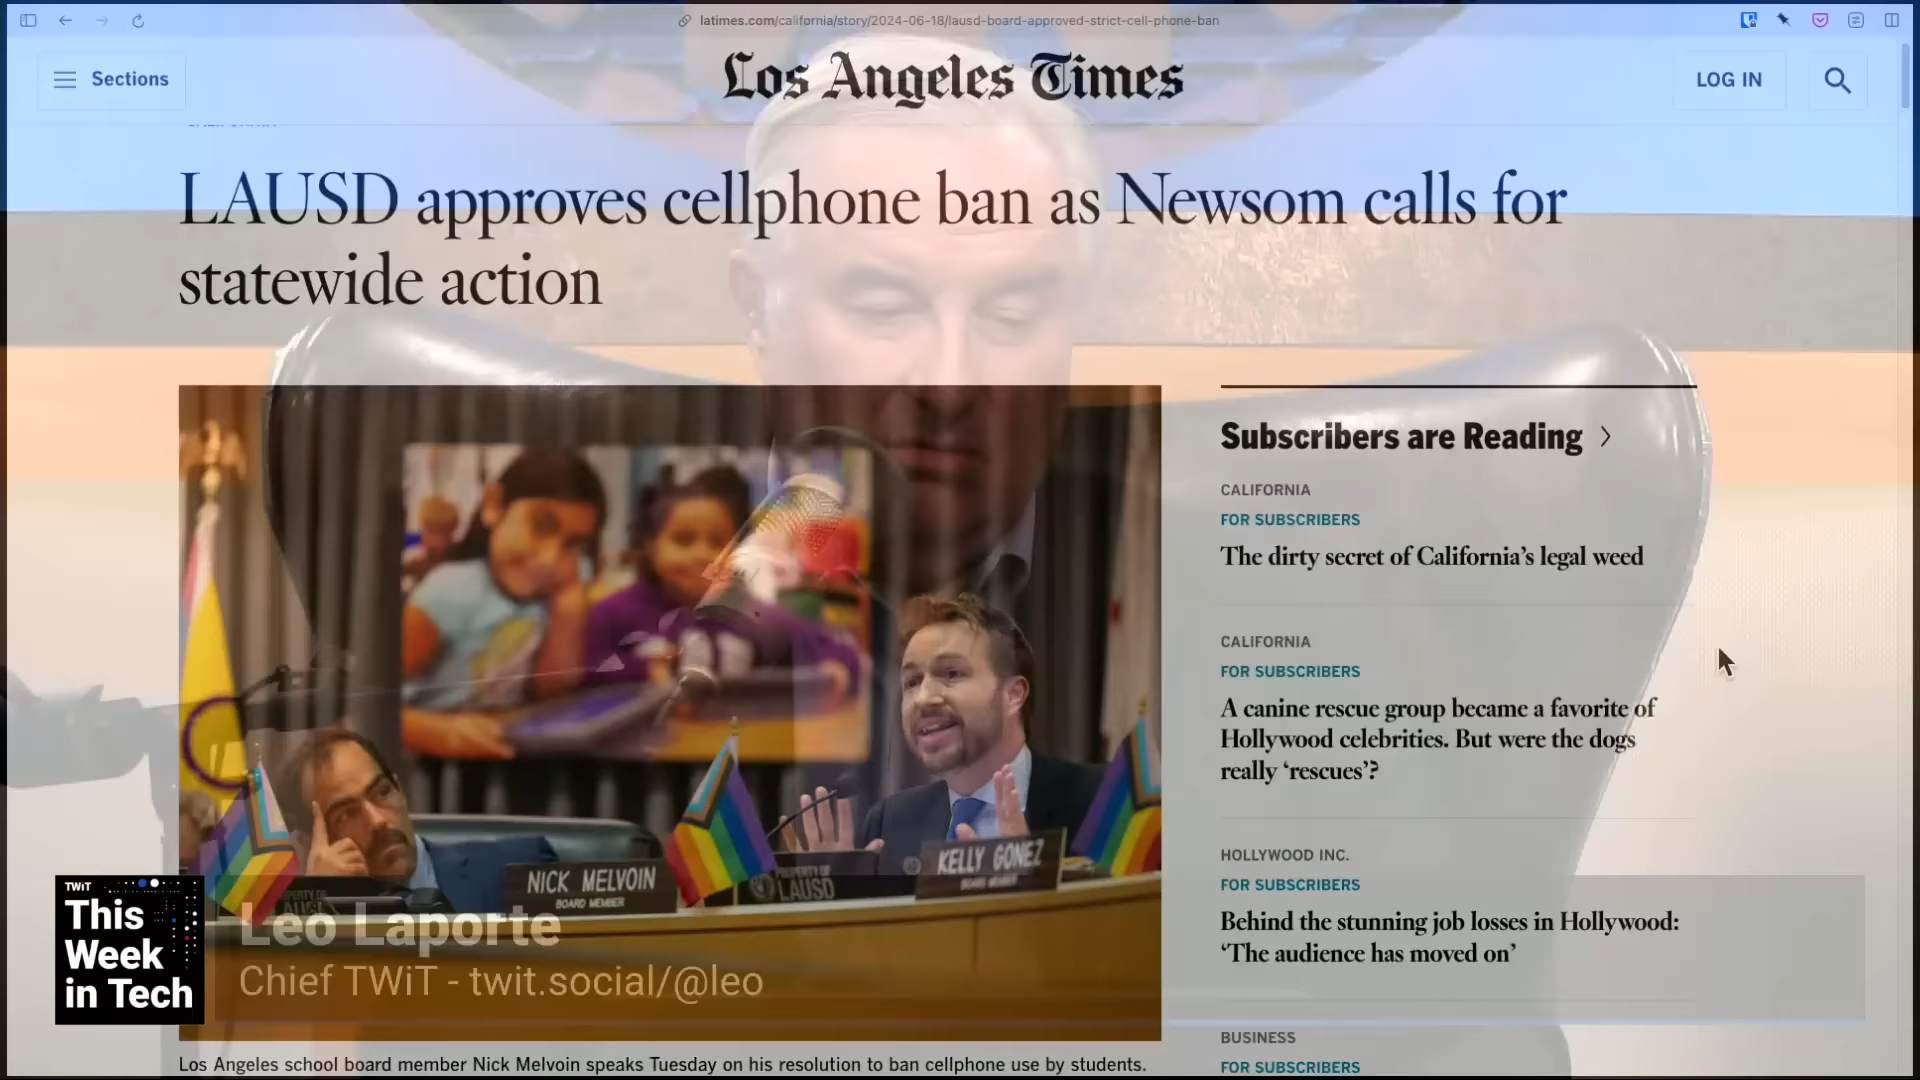 latimes.com/california/story/2024-06-18/lausd-board-approved-strict-cell-phone-ban
Sections
Los Angeles Times
LOG IN
LAUSD approves cellphone ban as Newsom calls for
statewide action
Subscribers are Reading
CALIFORNIA
FOR SUBSCRIBERS
The dirty secret of California’s legal weed
CALIFORNIA
FOR SUBSCRIBERS
A canine rescue group became a favorite of
Hollywood celebrities. But were the dogs
really ‘rescues’?
HOLLYWOOD INC.
FOR SUBSCRIBERS
Behind the stunning job losses in Hollywood:
‘The audience has moved on’
BUSINESS
FOR SUBSCRIBERS
NICK MELVOIN
BOARD MEMBER
PROPERTY OF
LAUSD
KELLY GONEZ
BOARD MEMBER
TWiT
This
Week
in Tech
Leo Laporte
Chief TWiT - twit.social/@leo
Los Angeles school board member Nick Melvoin speaks Tuesday on his resolution to ban cellphone use by students.